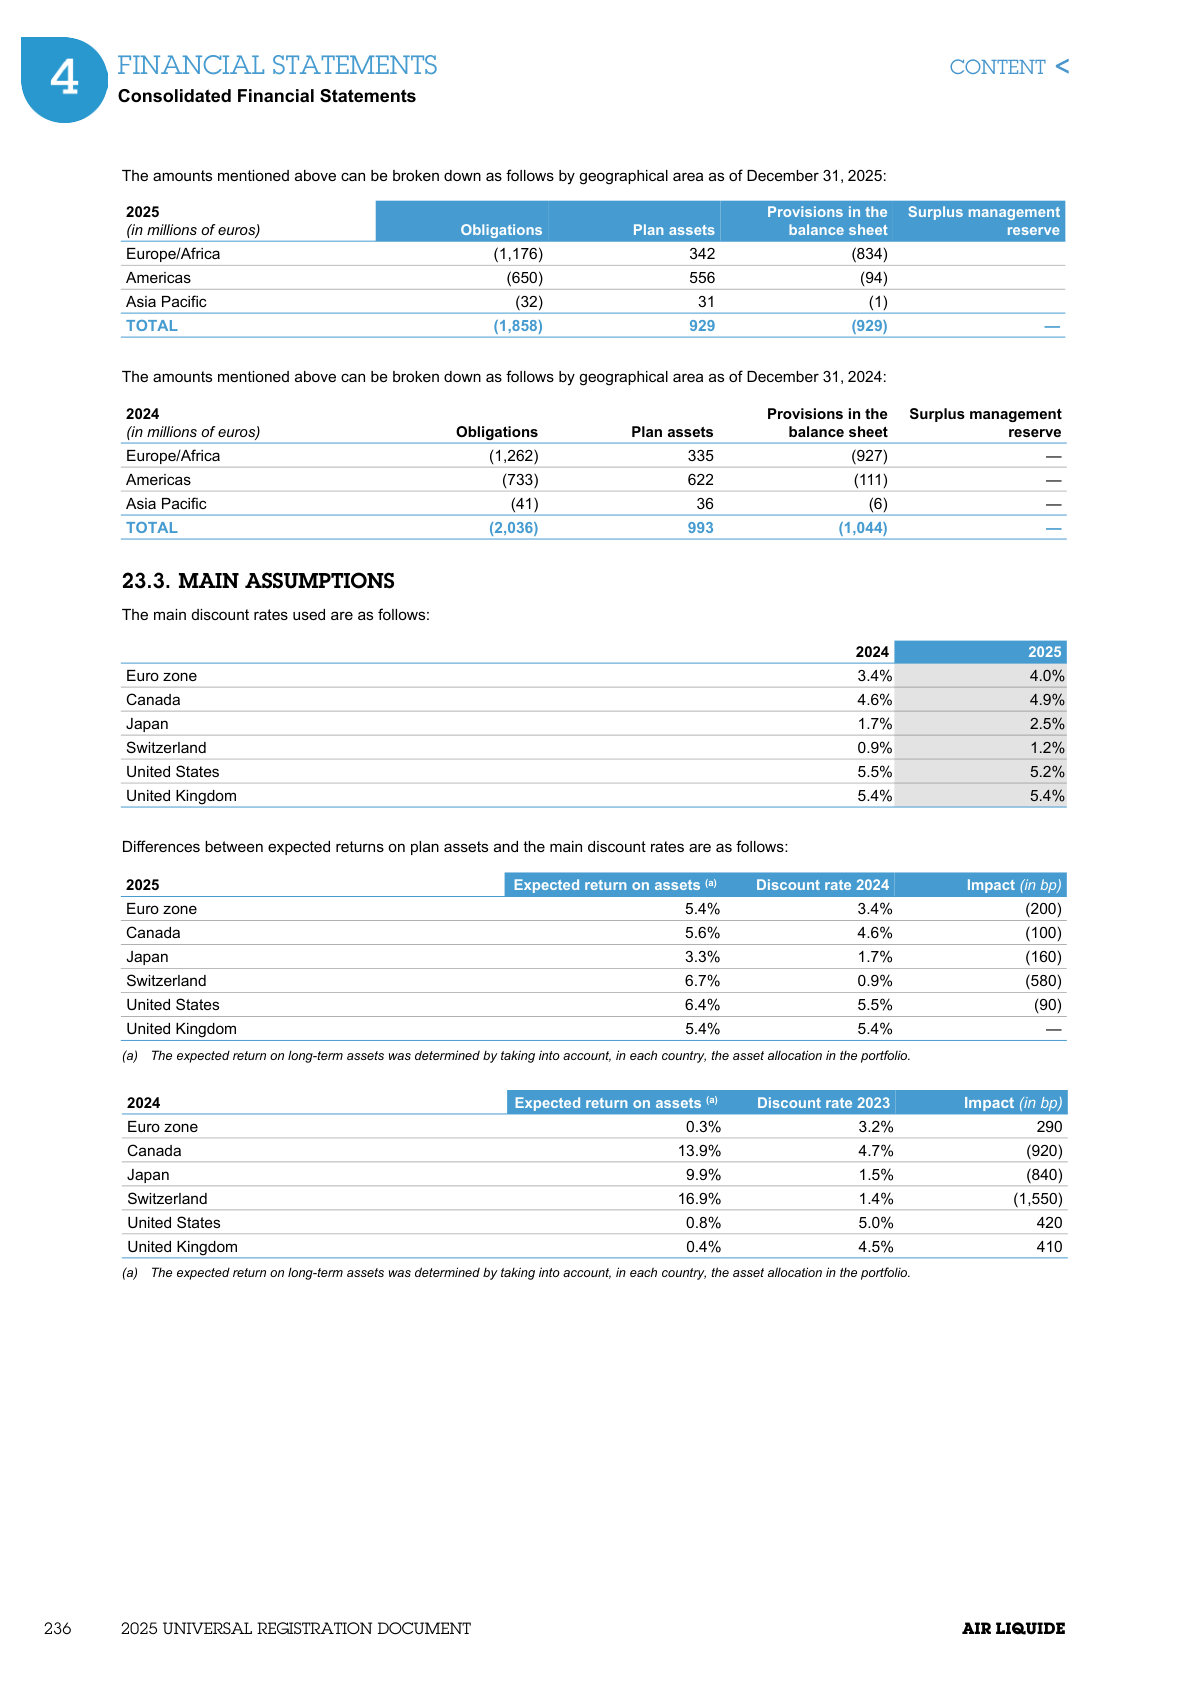 4
FINANCIAL STATEMENTS
CONTENT <
Consolidated Financial Statements
The amounts mentioned above can be broken down as follows by geographical area as of December 31, 2025:
2025
(in millions of euros) Obligations Plan assets Provisions in the balance sheet Surplus management reserve
Europe/Africa (1,176) 342 (834)
Americas (650) 556 (94)
Asia Pacific (32) 31 (1)
TOTAL (1,858) 929 (929) —
The amounts mentioned above can be broken down as follows by geographical area as of December 31, 2024:
2024
(in millions of euros) Obligations Plan assets Provisions in the balance sheet Surplus management reserve
Europe/Africa (1,262) 335 (927) —
Americas (733) 622 (111) —
Asia Pacific (41) 36 (6) —
TOTAL (2,036) 993 (1,044) —
23.3. MAIN ASSUMPTIONS
The main discount rates used are as follows:
2024 2025
Euro zone 3.4% 4.0%
Canada 4.6% 4.9%
Japan 1.7% 2.5%
Switzerland 0.9% 1.2%
United States 5.5% 5.2%
United Kingdom 5.4% 5.4%
Differences between expected returns on plan assets and the main discount rates are as follows:
2025 Expected return on assets (a) Discount rate 2024 Impact (in bp)
Euro zone 5.4% 3.4% (200)
Canada 5.6% 4.6% (100)
Japan 3.3% 1.7% (160)
Switzerland 6.7% 0.9% (580)
United States 6.4% 5.5% (90)
United Kingdom 5.4% 5.4% —
(a) The expected return on long-term assets was determined by taking into account, in each country, the asset allocation in the portfolio.
2024 Expected return on assets (a) Discount rate 2023 Impact (in bp)
Euro zone 0.3% 3.2% 290
Canada 13.9% 4.7% (920)
Japan 9.9% 1.5% (840)
Switzerland 16.9% 1.4% (1,550)
United States 0.8% 5.0% 420
United Kingdom 0.4% 4.5% 410
(a) The expected return on long-term assets was determined by taking into account, in each country, the asset allocation in the portfolio.
236 2025 UNIVERSAL REGISTRATION DOCUMENT AIR LIQUIDE